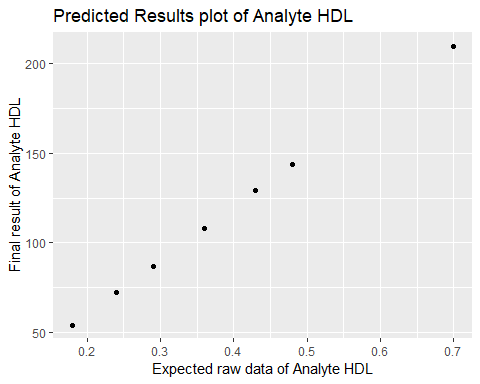 Predicted Results plot of Analyte HDL
Final result of Analyte HDL
200
150
100
50
0.2 0.3 0.4 0.5 0.6 0.7
Expected raw data of Analyte HDL